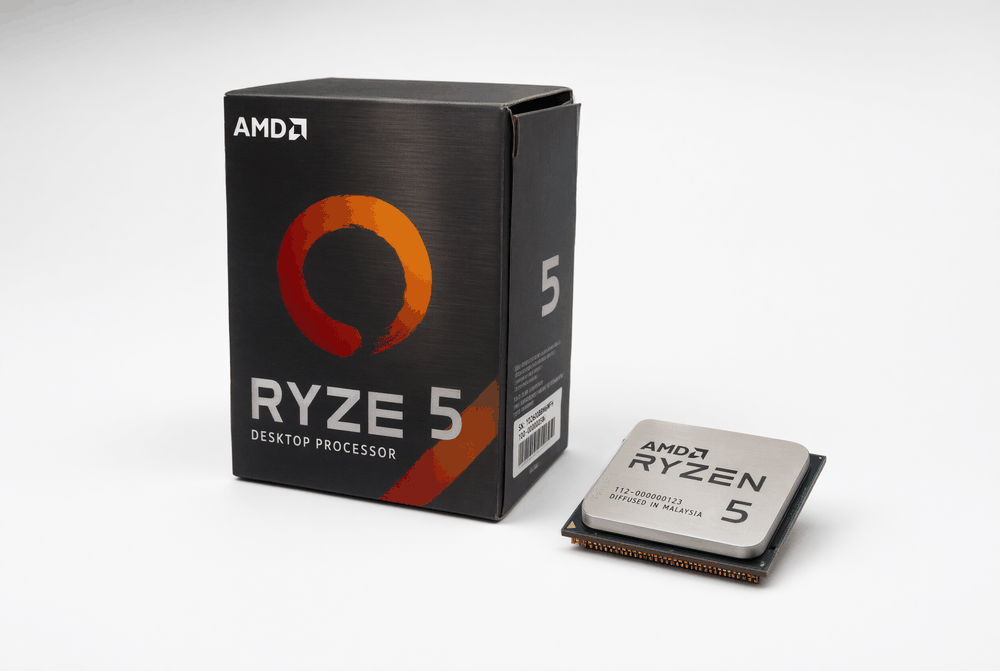 AMD
RYZE 5
DESKTOP PROCESSOR
5
AMD
RYZEN
112-000000123
DIFFUSED IN MALAYSIA
5